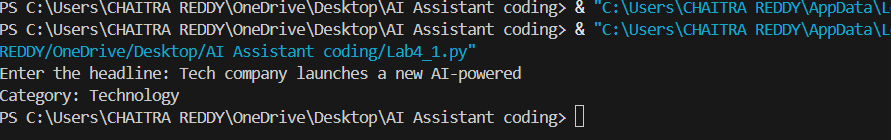 PS C:\Users\CHAITRA REDDY\OneDrive\Desktop\AI Assistant coding> & "C:\Users\CHAITRA REDDY\AppData\L
PS C:\Users\CHAITRA REDDY\OneDrive\Desktop\AI Assistant coding> & "C:\Users\CHAITRA REDDY\AppData\L
REDDY/OneDrive/Desktop/AI Assistant coding/Lab4_1.py"
Enter the headline: Tech company launches a new AI-powered
Category: Technology
PS C:\Users\CHAITRA REDDY\OneDrive\Desktop\AI Assistant coding>